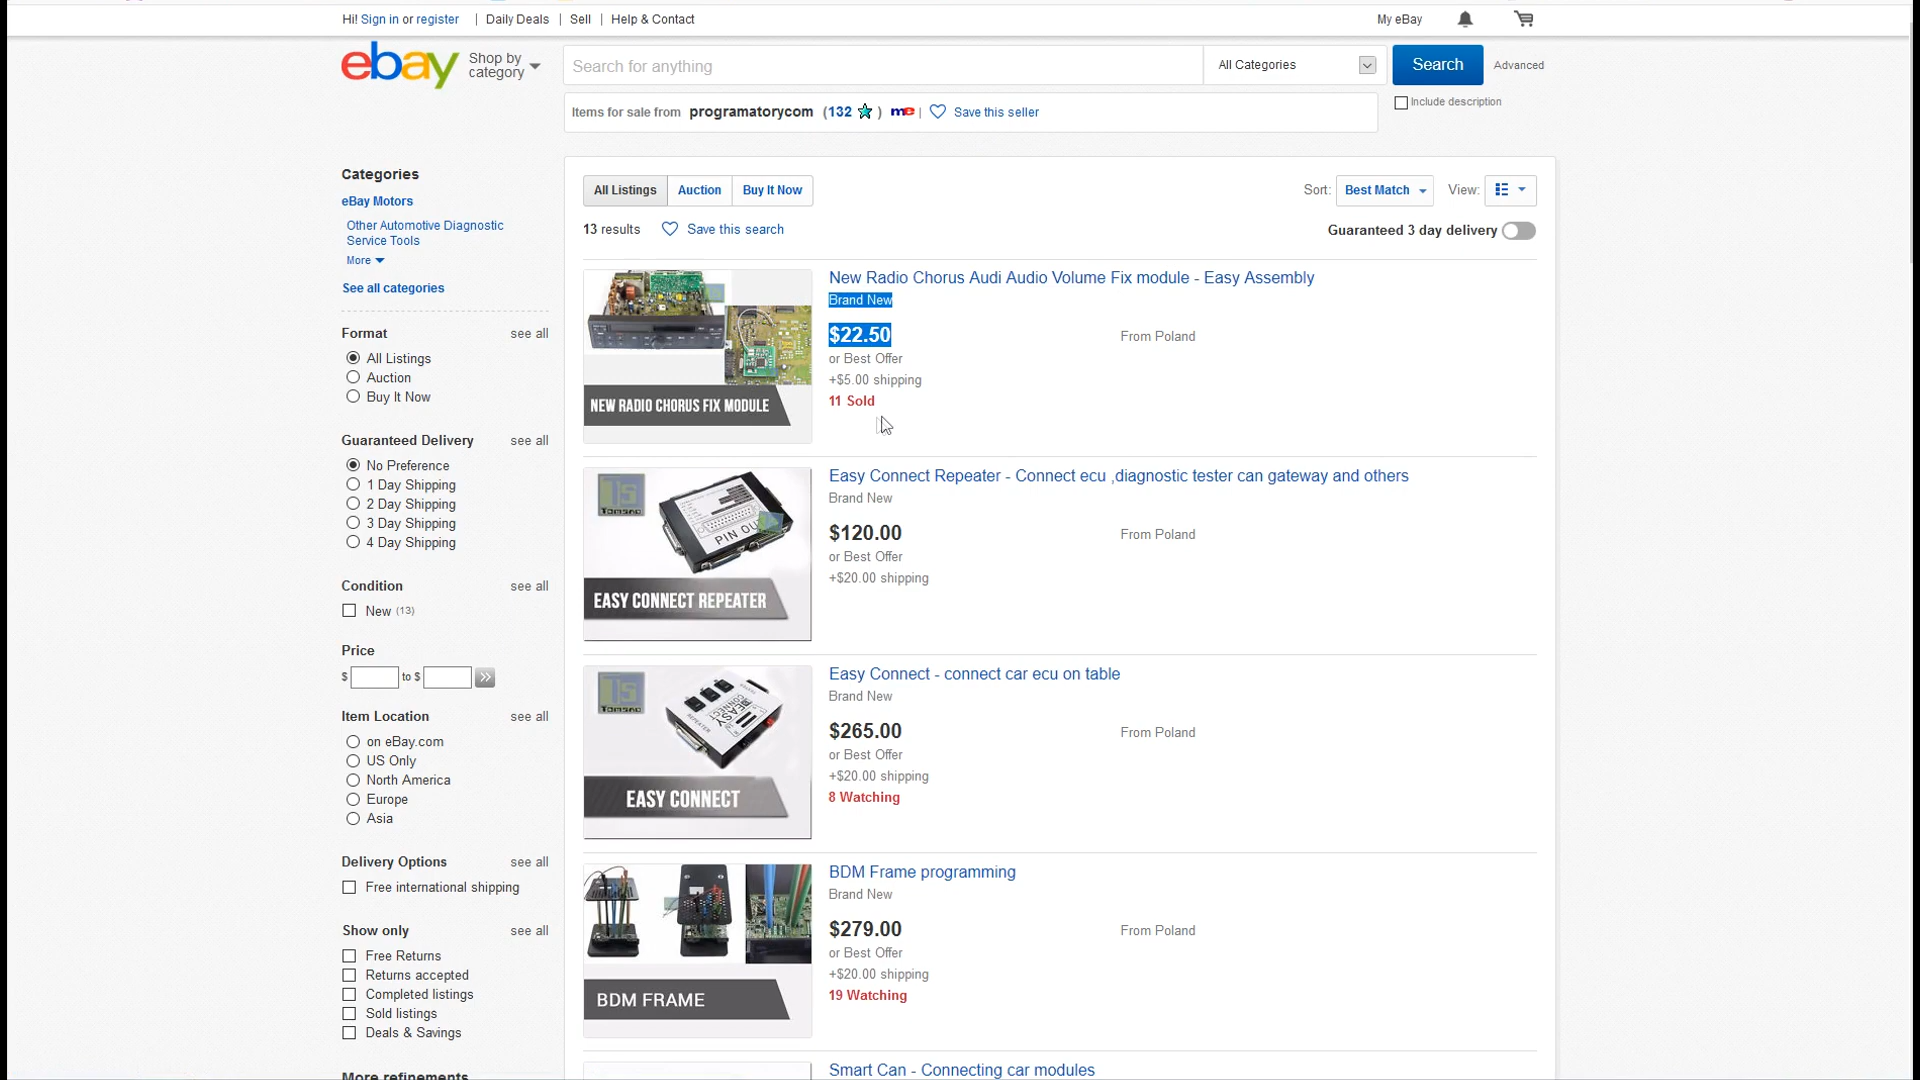 Hi! Sign in or register | Daily Deals | Sell | Help & Contact
My eBay
ebay
Shop by category
Search for anything
All Categories
Search
Advanced
Items for sale from programatorycom (132 ) me | Save this seller
Include description
Categories
eBay Motors
Other Automotive Diagnostic
Service Tools
More
See all categories
Format see all
All Listings
Auction
Buy It Now
Guaranteed Delivery see all
No Preference
1 Day Shipping
2 Day Shipping
3 Day Shipping
4 Day Shipping
Condition see all
New (13)
Price
$ to $
Item Location see all
on eBay.com
US Only
North America
Europe
Asia
Delivery Options see all
Free international shipping
Show only see all
Free Returns
Returns accepted
Completed listings
Sold listings
Deals & Savings
More refinements
All Listings Auction Buy It Now
Sort: Best Match View:
13 results Save this search
Guaranteed 3 day delivery
NEW RADIO CHORUS FIX MODULE
New Radio Chorus Audi Audio Volume Fix module - Easy Assembly
Brand New
$22.50 From Poland
or Best Offer
+$5.00 shipping
11 Sold
TS
TOMSAD
PIN OU
EASY CONNECT REPEATER
Easy Connect Repeater - Connect ecu ,diagnostic tester can gateway and others
Brand New
$120.00 From Poland
or Best Offer
+$20.00 shipping
TS
TOMSAD
REPEATER
EASY
CONNECT
EASY CONNECT
Easy Connect - connect car ecu on table
Brand New
$265.00 From Poland
or Best Offer
+$20.00 shipping
8 Watching
BDM FRAME
BDM Frame programming
Brand New
$279.00 From Poland
or Best Offer
+$20.00 shipping
19 Watching
Smart Can - Connecting car modules